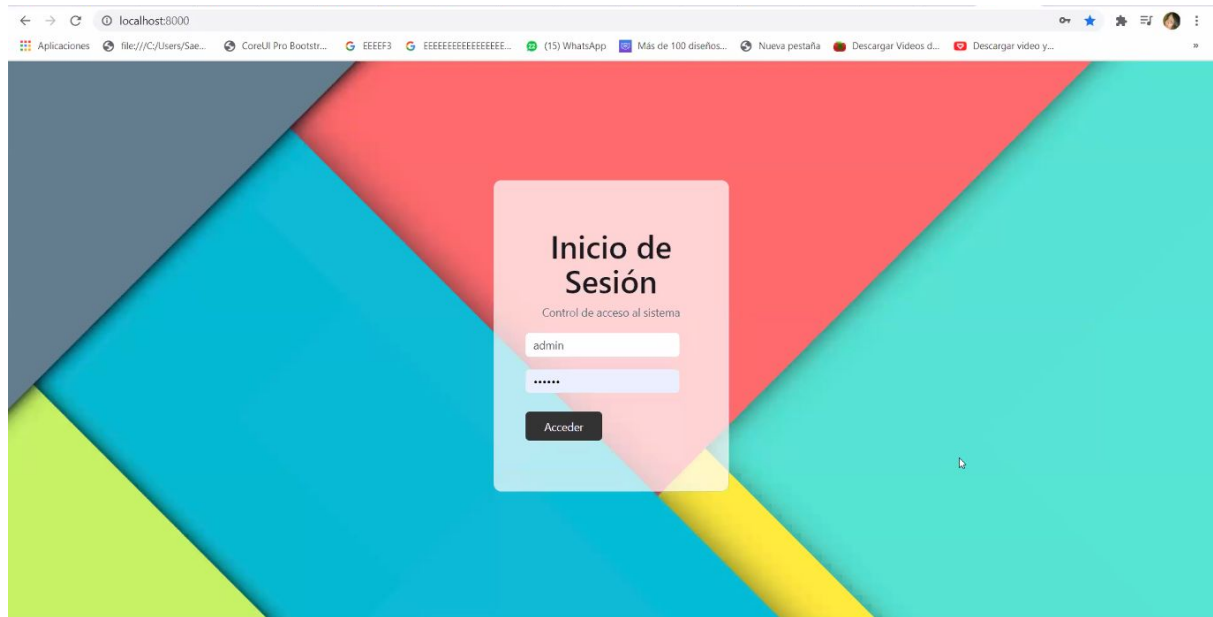 localhost:8000
Aplicaciones file:///C:/Users/Sae... CoreUI Pro Bootstr... EEEEF3 EEEEEEEEEEEEEEEE... (15) WhatsApp Más de 100 diseños... Nueva pestaña Descargar Videos d... Descargar video y... »
Inicio de
Sesión
Control de acceso al sistema
admin
••••••
Acceder